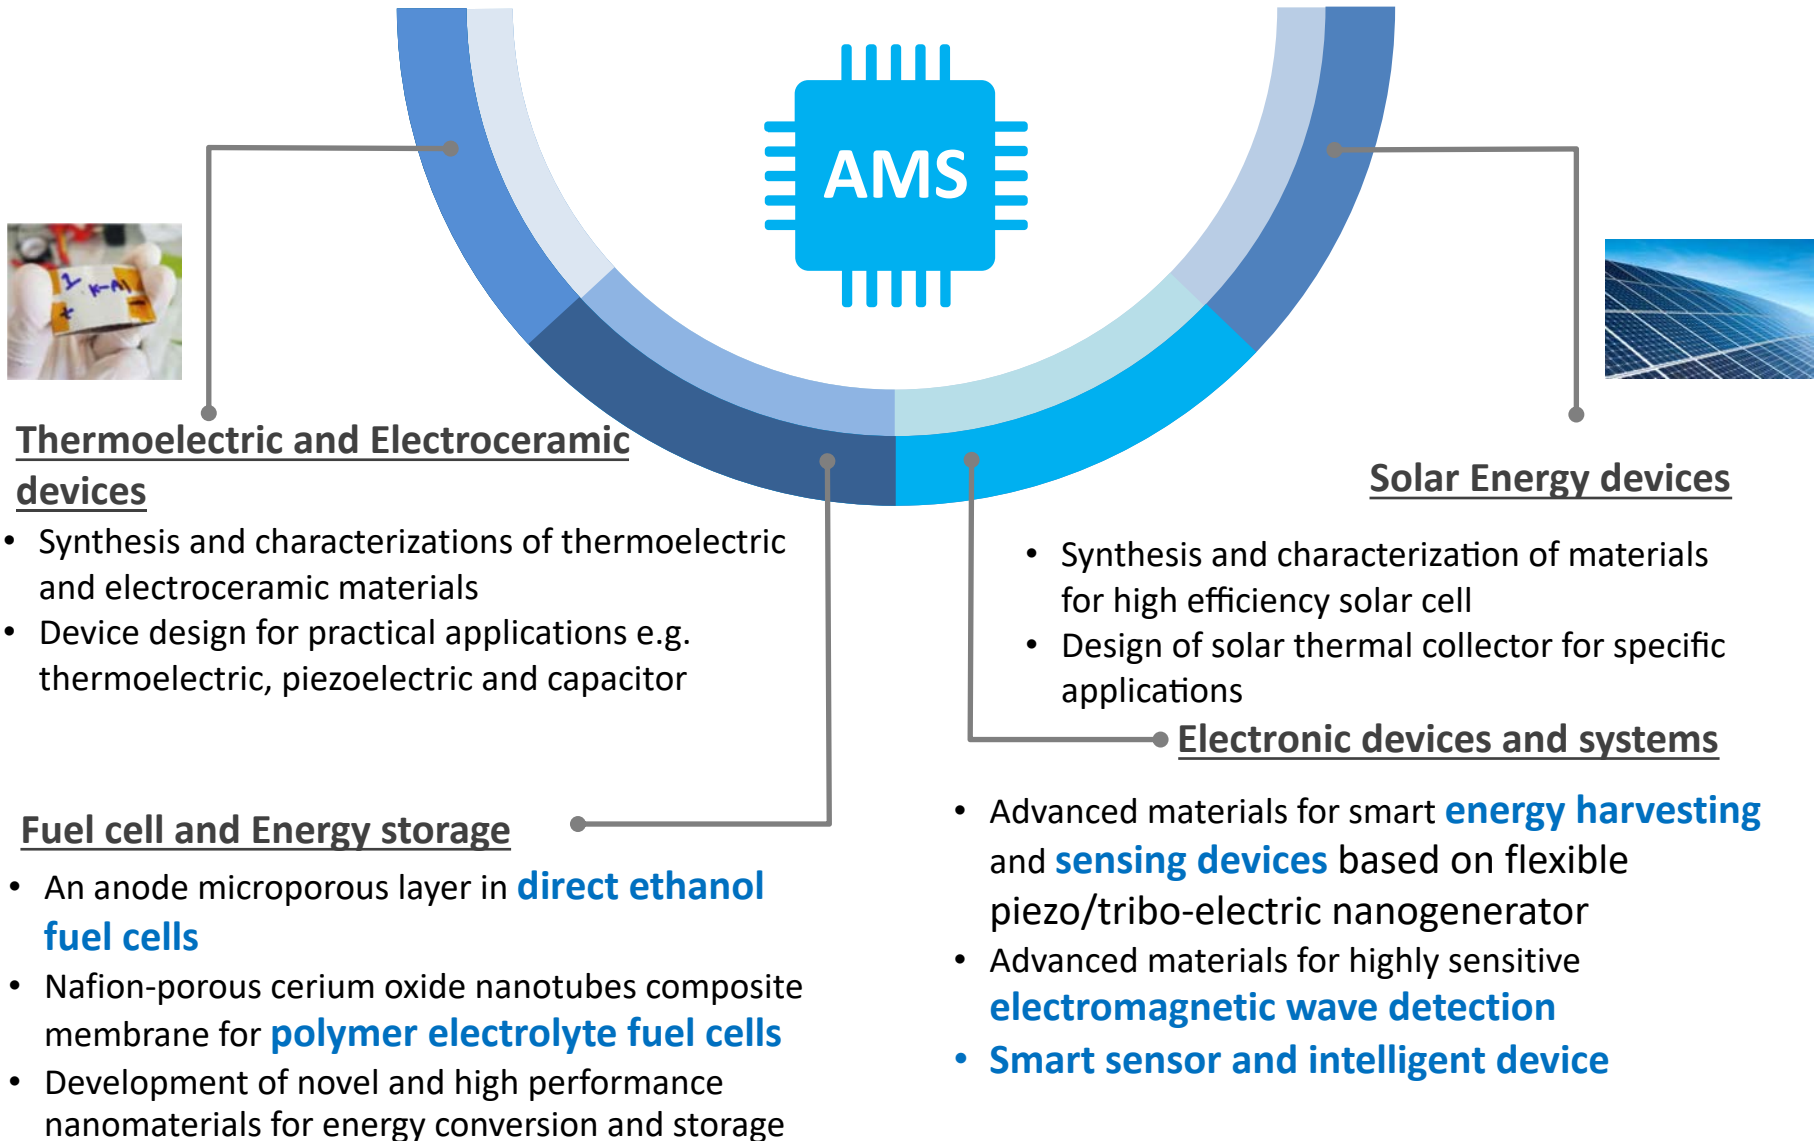 AMS
1
K-Al
+
Thermoelectric and Electroceramic
devices
• Synthesis and characterizations of thermoelectric
and electroceramic materials
• Device design for practical applications e.g.
thermoelectric, piezoelectric and capacitor
Fuel cell and Energy storage
• An anode microporous layer in direct ethanol
fuel cells
• Nafion-porous cerium oxide nanotubes composite
membrane for polymer electrolyte fuel cells
• Development of novel and high performance
nanomaterials for energy conversion and storage
Solar Energy devices
• Synthesis and characterization of materials
for high efficiency solar cell
• Design of solar thermal collector for specific
applications
Electronic devices and systems
• Advanced materials for smart energy harvesting
and sensing devices based on flexible
piezo/tribo-electric nanogenerator
• Advanced materials for highly sensitive
electromagnetic wave detection
• Smart sensor and intelligent device